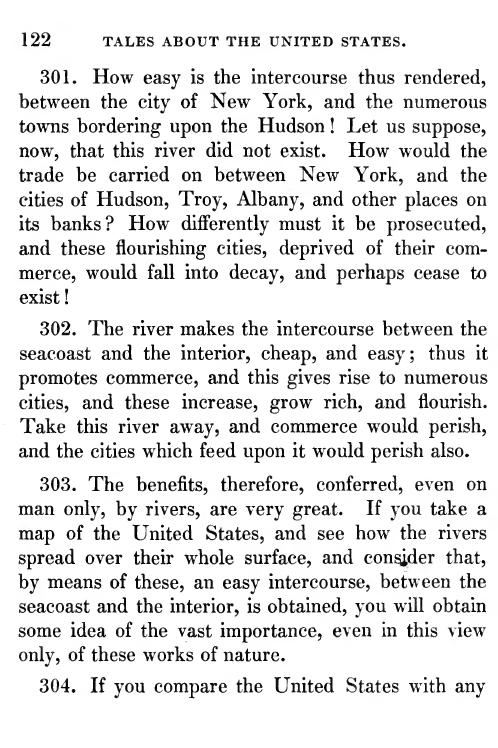 122 TALES ABOUT THE UNITED STATES.
301. How easy is the intercourse thus rendered,
between the city of New York, and the numerous
towns bordering upon the Hudson! Let us suppose,
now, that this river did not exist. How would the
trade be carried on between New York, and the
cities of Hudson, Troy, Albany, and other places on
its banks? How differently must it be prosecuted,
and these flourishing cities, deprived of their com-
merce, would fall into decay, and perhaps cease to
exist!
302. The river makes the intercourse between the
seacoast and the interior, cheap, and easy; thus it
promotes commerce, and this gives rise to numerous
cities, and these increase, grow rich, and flourish.
Take this river away, and commerce would perish,
and the cities which feed upon it would perish also.
303. The benefits, therefore, conferred, even on
man only, by rivers, are very great. If you take a
map of the United States, and see how the rivers
spread over their whole surface, and consider that,
by means of these, an easy intercourse, between the
seacoast and the interior, is obtained, you will obtain
some idea of the vast importance, even in this view
only, of these works of nature.
304. If you compare the United States with any